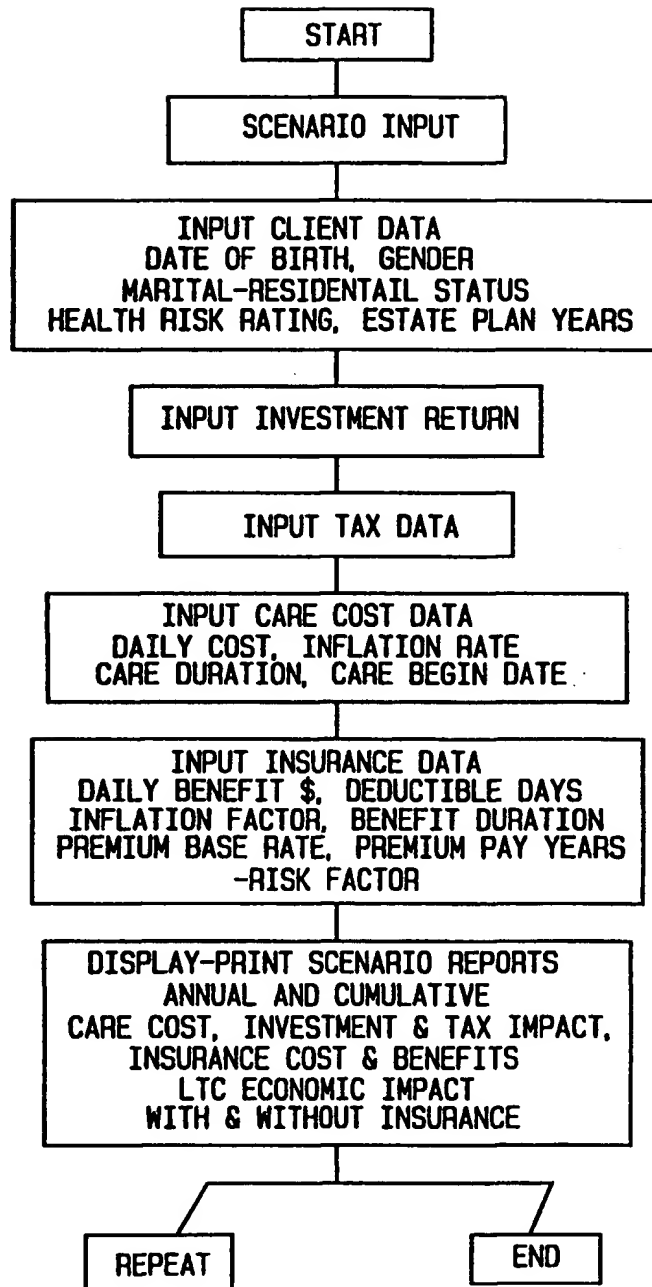 START
SCENARIO INPUT
INPUT CLIENT DATA
DATE OF BIRTH, GENDER
MARITAL-RESIDENTAIL STATUS
HEALTH RISK RATING, ESTATE PLAN YEARS
INPUT INVESTMENT RETURN
INPUT TAX DATA
INPUT CARE COST DATA
DAILY COST, INFLATION RATE
CARE DURATION, CARE BEGIN DATE
INPUT INSURANCE DATA
DAILY BENEFIT $, DEDUCTIBLE DAYS
INFLATION FACTOR, BENEFIT DURATION
PREMIUM BASE RATE, PREMIUM PAY YEARS
-RISK FACTOR
DISPLAY-PRINT SCENARIO REPORTS
ANNUAL AND CUMULATIVE
CARE COST, INVESTMENT & TAX IMPACT,
INSURANCE COST & BENEFITS
LTC ECONOMIC IMPACT
WITH & WITHOUT INSURANCE
REPEAT
END